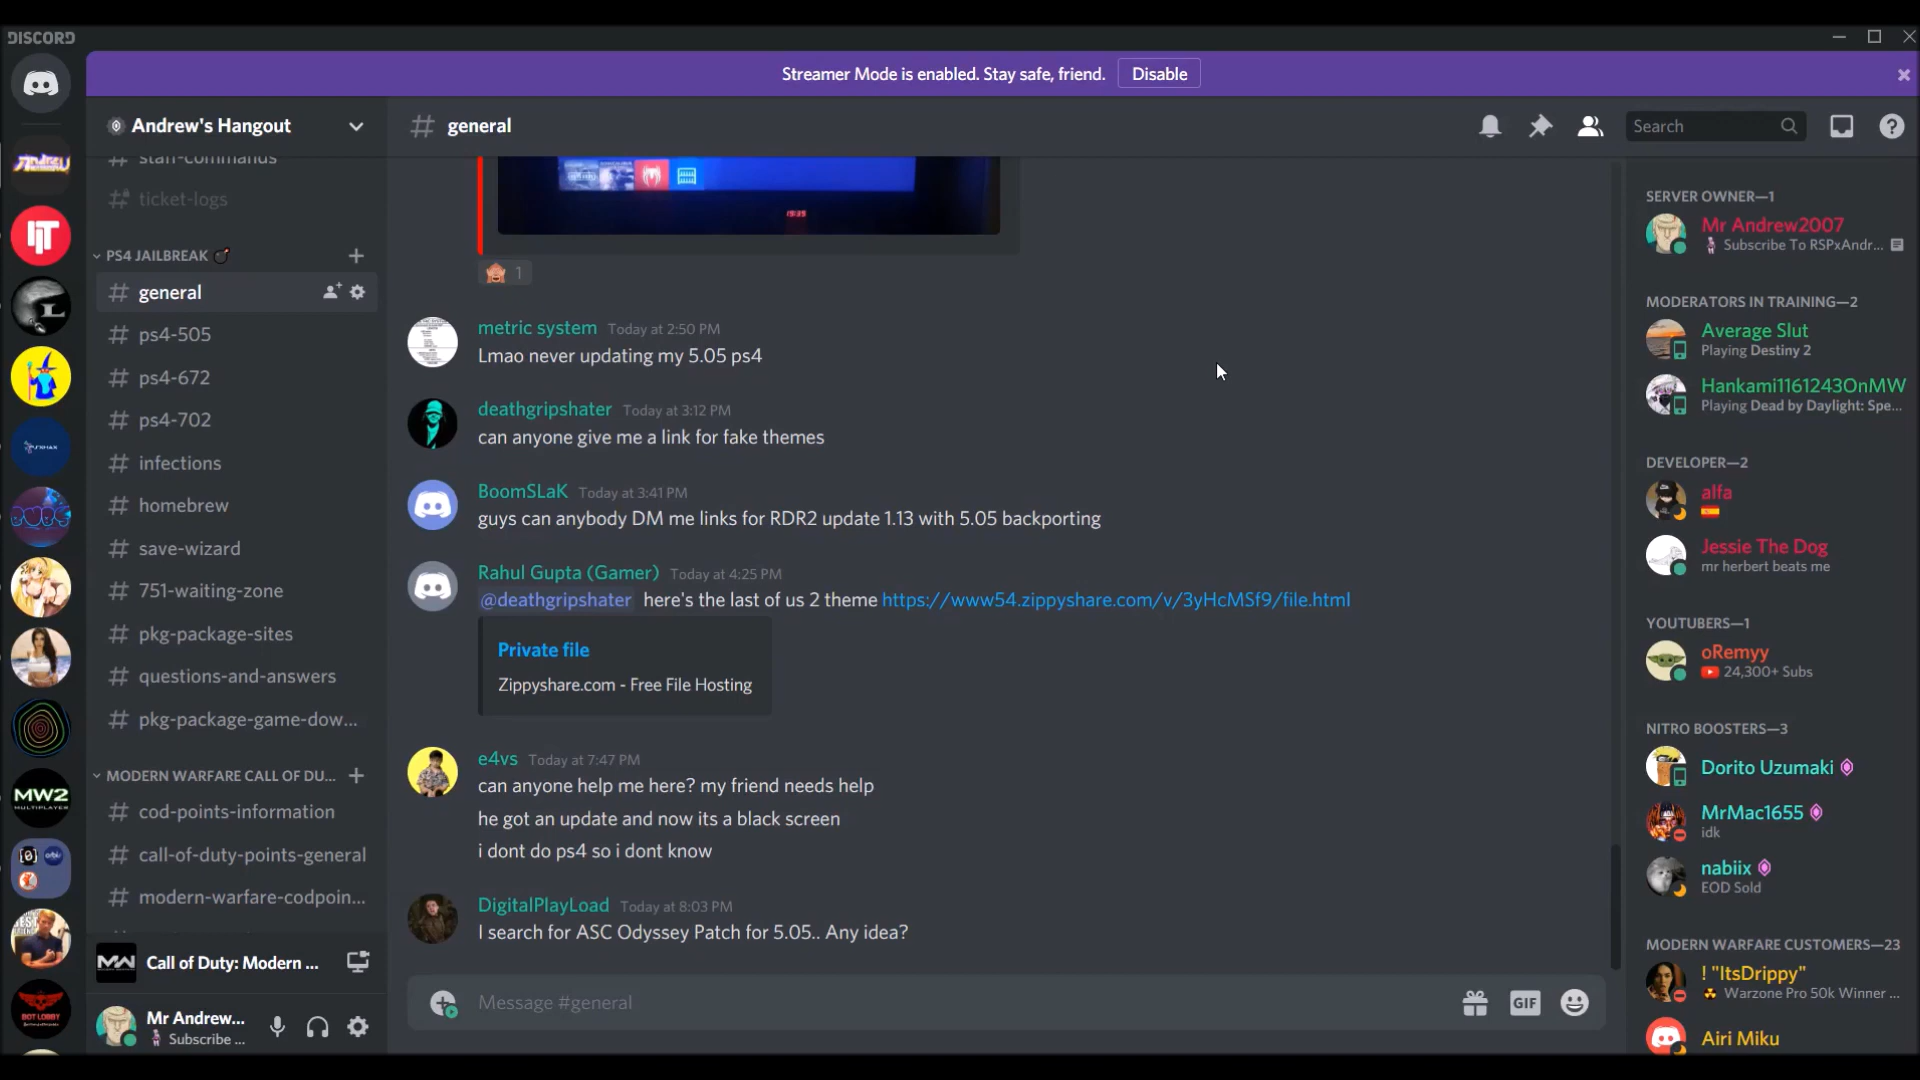 DISCORD
Streamer Mode is enabled. Stay safe, friend.
Disable
Andrew's Hangout
general
Search
staff-commands
ticket-logs
PS4 JAILBREAK
general
ps4-505
ps4-672
ps4-702
infections
homebrew
save-wizard
751-waiting-zone
pkg-package-sites
questions-and-answers
pkg-package-game-dow...
MODERN WARFARE CALL OF DU...
cod-points-information
call-of-duty-points-general
modern-warfare-codpoin...
Call of Duty: Modern ...
Mr Andrew...
Subscribe ...
MW2
MULTIPLAYER
BOT LOBBY
19:39
1
metric system Today at 2:50 PM
Lmao never updating my 5.05 ps4
deathgripshater Today at 3:12 PM
can anyone give me a link for fake themes
BoomSLaK Today at 3:41 PM
guys can anybody DM me links for RDR2 update 1.13 with 5.05 backporting
Rahul Gupta (Gamer) Today at 4:25 PM
@deathgripshater here's the last of us 2 theme https://www54.zippyshare.com/v/3yHcMSf9/file.html
Private file
Zippyshare.com - Free File Hosting
e4vs Today at 7:47 PM
can anyone help me here? my friend needs help
he got an update and now its a black screen
i dont do ps4 so i dont know
DigitalPlayLoad Today at 8:03 PM
I search for ASC Odyssey Patch for 5.05.. Any idea?
Message #general
GIF
SERVER OWNER—1
Mr Andrew2007
Subscribe To RSPxAndr...
MODERATORS IN TRAINING—2
Average Slut
Playing Destiny 2
Hankami1161243OnMW
Playing Dead by Daylight: Spe...
DEVELOPER—2
alfa
Jessie The Dog
mr herbert beats me
YOUTUBERS—1
oRemyy
24,300+ Subs
NITRO BOOSTERS—3
Dorito Uzumaki
MrMac1655
idk
nabiix
EOD Sold
MODERN WARFARE CUSTOMERS—23
! "ItsDrippy"
Warzone Pro 50k Winner ...
Airi Miku